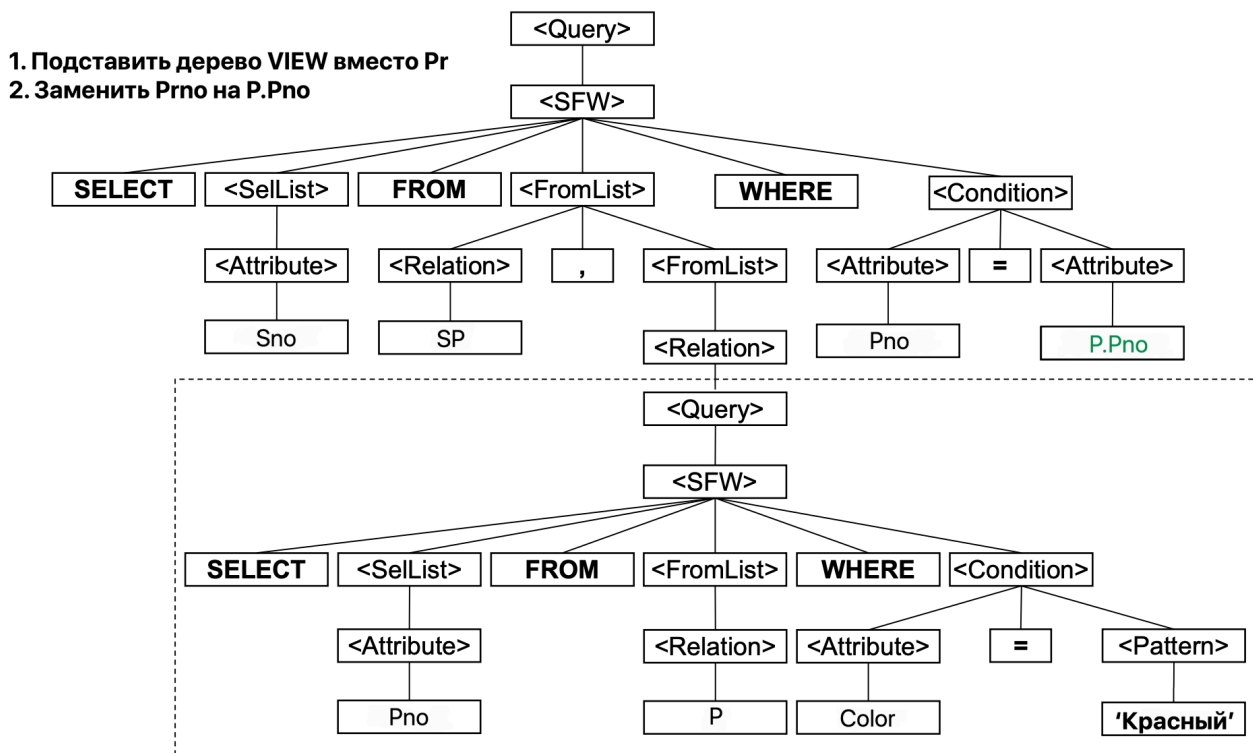 <Query>
1. Подставить дерево VIEW вместо Pr
2. Заменить Prno на P.Pno
<SFW>
SELECT <SelList> FROM <FromList> WHERE <Condition>
<Attribute> <Relation> , <FromList> <Attribute> = <Attribute>
Sno SP <Relation> Pno P.Pno
<Query>
<SFW>
SELECT <SelList> FROM <FromList> WHERE <Condition>
<Attribute> <Relation> <Attribute> = <Pattern>
Pno P Color ‘Красный’